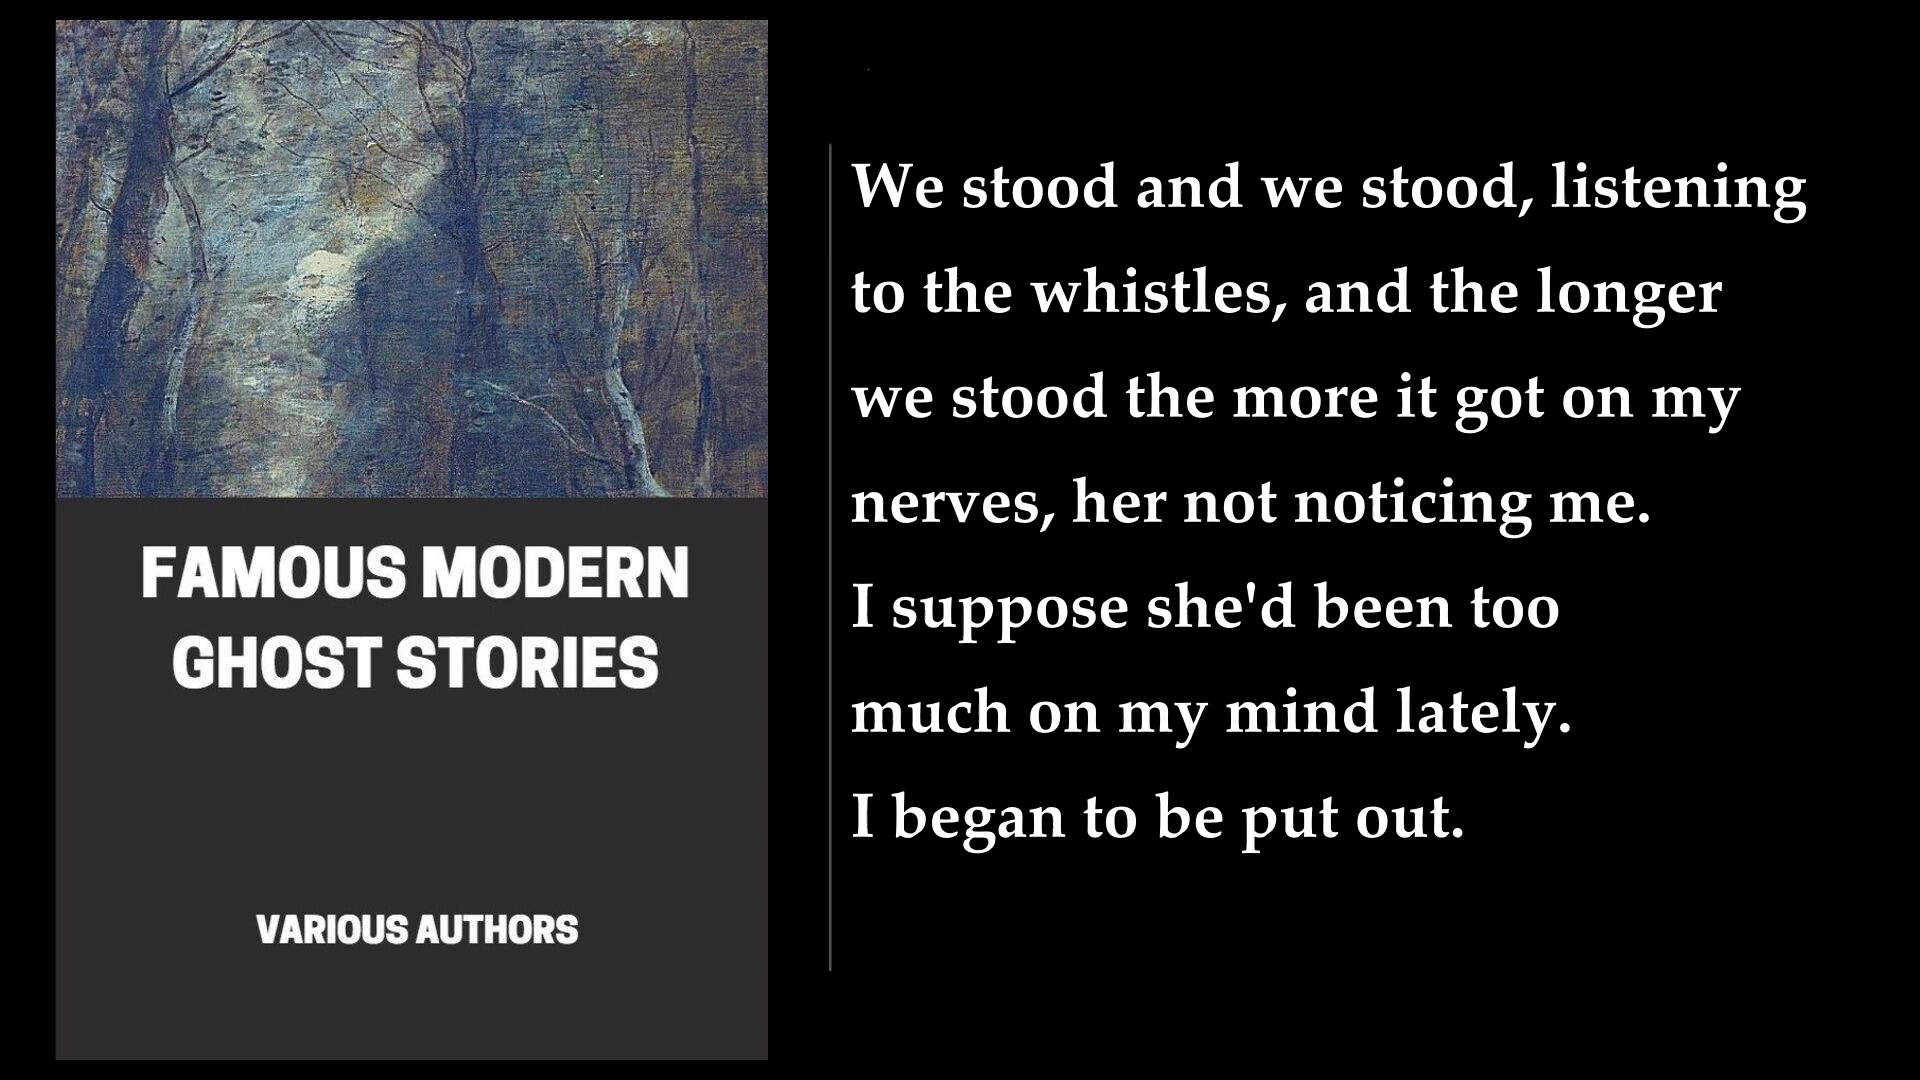 FAMOUS MODERN
GHOST STORIES
VARIOUS AUTHORS
We stood and we stood, listening
to the whistles, and the longer
we stood the more it got on my
nerves, her not noticing me.
I suppose she'd been too
much on my mind lately.
I began to be put out.